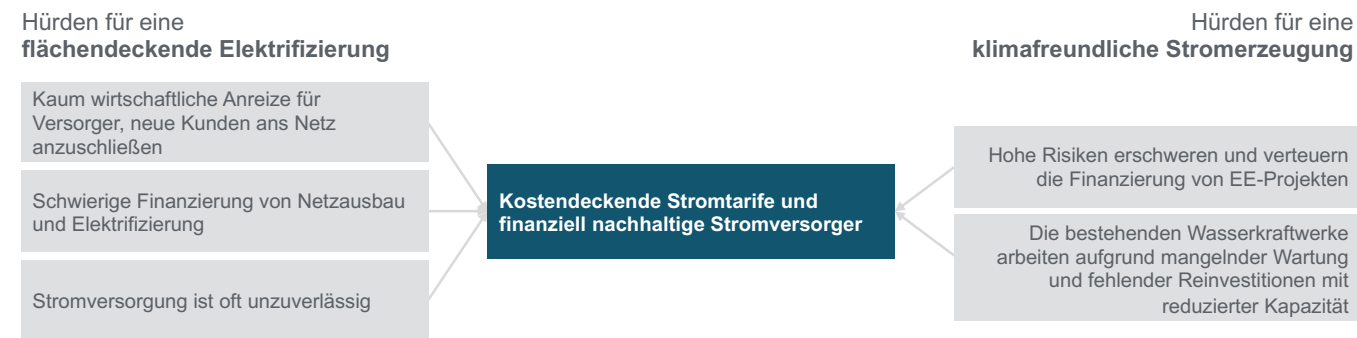 Hürden für eine
flächendeckende Elektrifizierung
Kaum wirtschaftliche Anreize für
Versorger, neue Kunden ans Netz
anzuschließen
Schwierige Finanzierung von Netzausbau
und Elektrifizierung
Stromversorgung ist oft unzuverlässig
Kostendeckende Stromtarife und
finanziell nachhaltige Stromversorger
Hürden für eine
klimafreundliche Stromerzeugung
Hohe Risiken erschweren und verteuern
die Finanzierung von EE-Projekten
Die bestehenden Wasserkraftwerke
arbeiten aufgrund mangelnder Wartung
und fehlender Reinvestitionen mit
reduzierter Kapazität